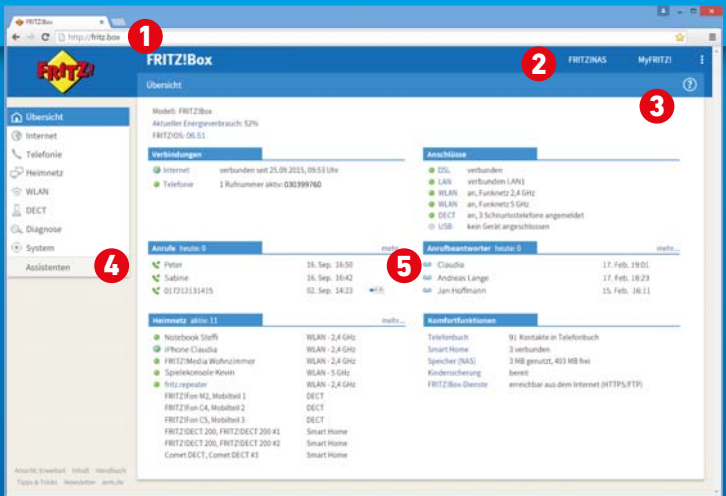 FRITZ!Box
http://fritz.box
1
FRITZ!
FRITZ!Box
2
FRITZ!NAS
MyFRITZ!
Übersicht
3
Übersicht
Internet
Telefonie
Heimnetz
WLAN
DECT
Diagnose
System
Assistenten
4
Modell: FRITZ!Box
Aktueller Energieverbrauch: 52%
FRITZ!OS: 06.51
Verbindungen
Internet verbunden seit 25.09.2015, 09:53 Uhr
Telefonie 1 Rufnummer aktiv: 030399760
Anschlüsse
DSL verbunden
LAN verbunden (LAN1)
WLAN an, Funknetz 2,4 GHz
WLAN an, Funknetz 5 GHz
DECT an, 3 Schnurlostelefone angemeldet
USB kein Gerät angeschlossen
Anrufe heute: 0 mehr...
Peter 16. Sep. 16:50
Sabine 16. Sep. 16:42
017212131415 02. Sep. 14:23
5
Anrufbeantworter heute: 0 mehr...
Claudia 17. Feb. 19:01
Andreas Lange 17. Feb. 18:23
Jan Hoffmann 15. Feb. 16:11
Heimnetz aktiv: 11 mehr...
Notebook Steffi WLAN - 2,4 GHz
iPhone Claudia WLAN - 2,4 GHz
FRITZ!Media Wohnzimmer WLAN - 2,4 GHz
Spielekonsole Kevin WLAN - 5 GHz
fritz.repeater WLAN - 2,4 GHz
FRITZ!Fon M2, Mobilteil 1 DECT
FRITZ!Fon C4, Mobilteil 2 DECT
FRITZ!Fon C5, Mobilteil 3 DECT
FRITZ!DECT 200, FRITZ!DECT 200 #1 Smart Home
FRITZ!DECT 200, FRITZ!DECT 200 #2 Smart Home
Comet DECT, Comet DECT #3 Smart Home
Komfortfunktionen
Telefonbuch 91 Kontakte in Telefonbuch
Smart Home 3 verbunden
Speicher (NAS) 3 MB genutzt, 403 MB frei
Kindersicherung bereit
FRITZ!Box-Dienste erreichbar aus dem Internet (HTTPS/FTP)
Ansicht: Erweitert Inhalt Handbuch
Tipps & Tricks Newsletter avm.de